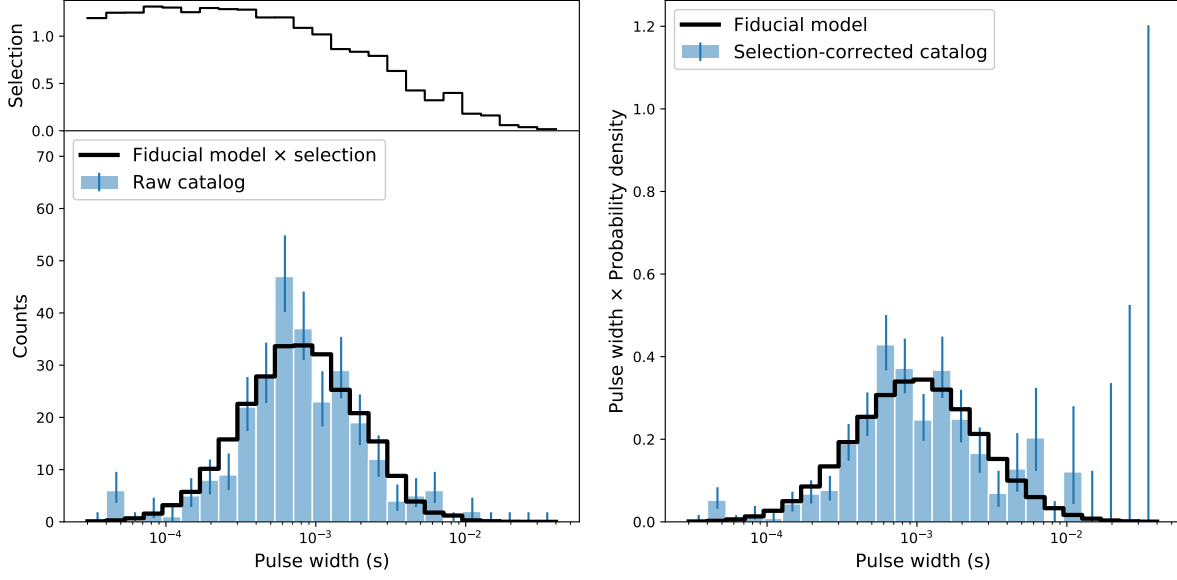 Selection
1.0
0.5
0.0
Counts
70
60
50
40
30
20
10
0
Fiducial model × selection
Raw catalog
10⁻⁴
10⁻³
10⁻²
Pulse width (s)
Pulse width × Probability density
1.2
1.0
0.8
0.6
0.4
0.2
0.0
Fiducial model
Selection-corrected catalog
10⁻⁴
10⁻³
10⁻²
Pulse width (s)